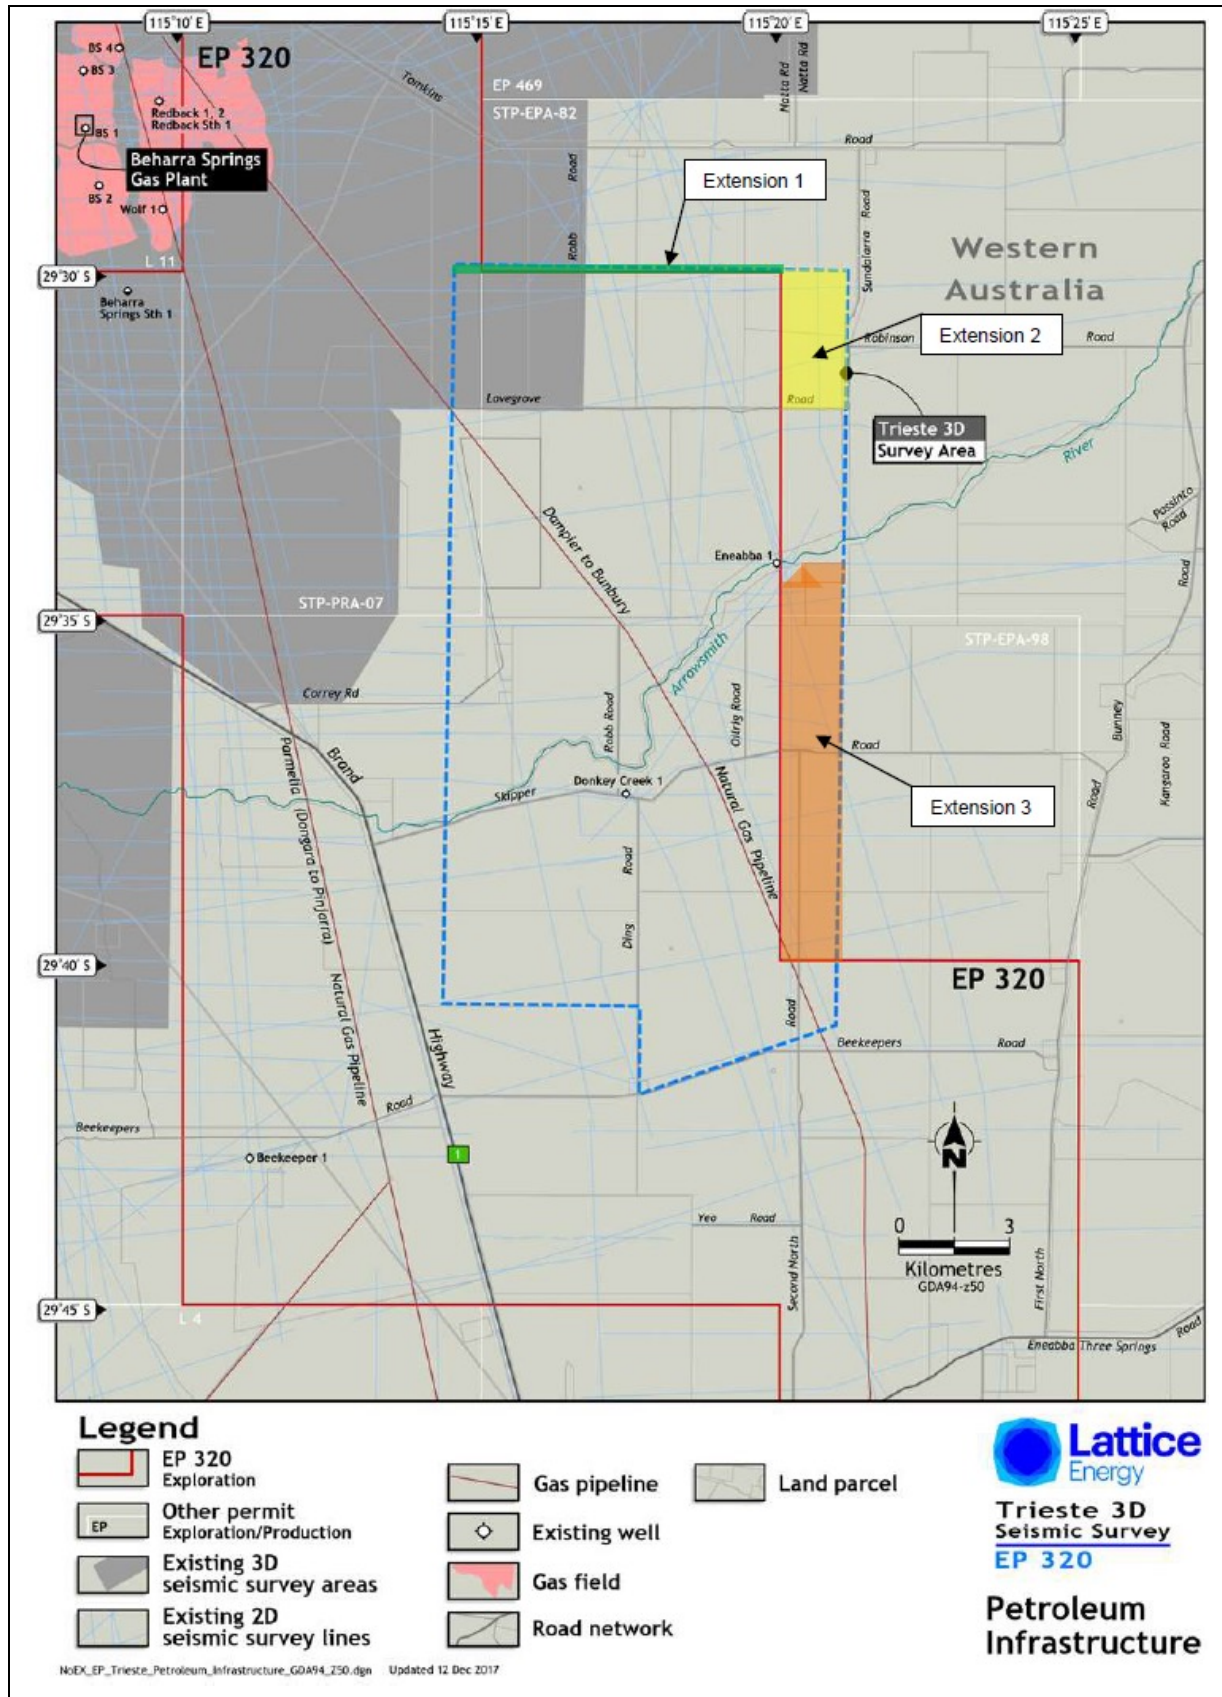 115°10' E
115°15' E
115°20' E
115°25' E
BS 4
EP 320
BS 3
Tomkins
EP 469
STP-EPA-82
Natta Rd
Natta Rd
Redback 1, 2
Redback Sth 1
BS 1
Road
Beharra Springs
Gas Plant
Robb Road
Extension 1
BS 2
Wolf 1
Sundalarra Road
Western
Australia
L 11
29°30' S
Beharra
Springs Sth 1
Extension 2
Robinson
Road
Lovegrove
Road
Trieste 3D
Survey Area
River
Passinto
Road
Dampier to Bunbury
Eneabba 1
Road
STP-PRA-07
29°35' S
STP-EPA-98
Arrowsmith
Correy Rd
Robb Road
Oilrig Road
Bunney
Kangaroo Road
Road
Brand
Parmelia (Dongara to Pinjarra)
Donkey Creek 1
Skipper
Natural Gas Pipeline
Extension 3
Road
Road
Ding
29°40' S
EP 320
Natural Gas Pipeline
Highway
Road
Beekeepers
Road
Road
Beekeepers
Beekeeper 1
1
N
Yeo Road
0 3
Kilometres
GDA94-z50
Second North
First North
29°45' S
L 4
Eneabba Three Springs
Road
Legend
EP 320
Exploration
EP
Other permit
Exploration/Production
Existing 3D
seismic survey areas
Existing 2D
seismic survey lines
Gas pipeline
Existing well
Gas field
Road network
Land parcel
Lattice
Energy
Trieste 3D
Seismic Survey
EP 320
Petroleum
Infrastructure
NoEX_EP_Trieste_Petroleum_Infrastructure_GDA94_Z50.dgn Updated 12 Dec 2017